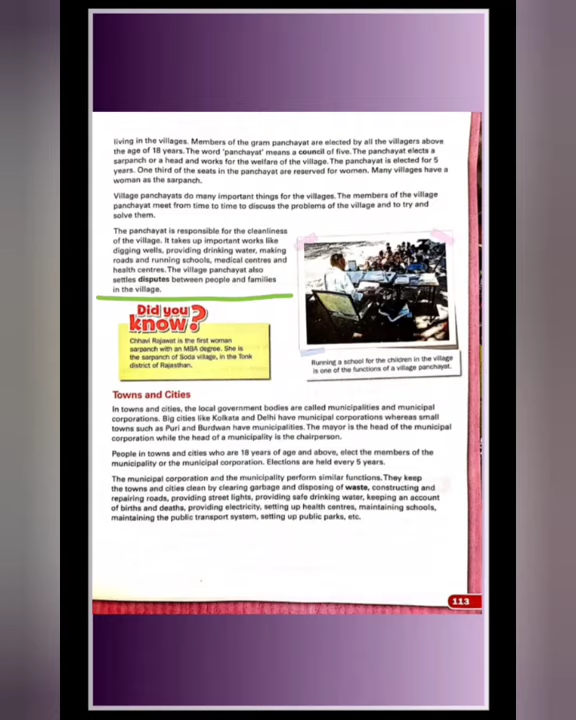 living in the villages. Members of the gram panchayat are elected by all the villagers above
the age of 18 years. The word 'panchayat' means a council of five. The panchayat elects a
sarpanch or a head and works for the welfare of the village. The panchayat is elected for 5
years. One third of the seats in the panchayat are reserved for women. Many villages have a
woman as the sarpanch.
Village panchayats do many important things for the villages. The members of the village
panchayat meet from time to time to discuss the problems of the village and to try and
solve them.
The panchayat is responsible for the cleanliness
of the village. It takes up important works like
digging wells, providing drinking water, making
roads and running schools, medical centres and
health centres. The village panchayat also
settles disputes between people and families
in the village.
Did you
know?
Chhavi Rajawat is the first woman
sarpanch with an MBA degree. She is
the sarpanch of Soda village, in the Tonk
district of Rajasthan.
Running a school for the children in the village
is one of the functions of a village panchayat.
Towns and Cities
In towns and cities, the local government bodies are called municipalities and municipal
corporations. Big cities like Kolkata and Delhi have municipal corporations whereas small
towns such as Puri and Burdwan have municipalities. The mayor is the head of the municipal
corporation while the head of a municipality is the chairperson.
People in towns and cities who are 18 years of age and above, elect the members of the
municipality or the municipal corporation. Elections are held every 5 years.
The municipal corporation and the municipality perform similar functions. They keep
the towns and cities clean by clearing garbage and disposing of waste, constructing and
repairing roads, providing street lights, providing safe drinking water, keeping an account
of births and deaths, providing electricity, setting up health centres, maintaining schools,
maintaining the public transport system, setting up public parks, etc.
113